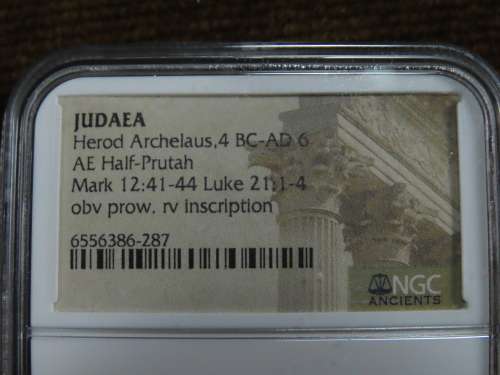 JUDAEA
Herod Archelaus, 4 BC-AD 6
AE Half-Prutah
Mark 12:41-44 Luke 21:1-4
obv prow. rv inscription
6556386-287
NGC
ANCIENTS